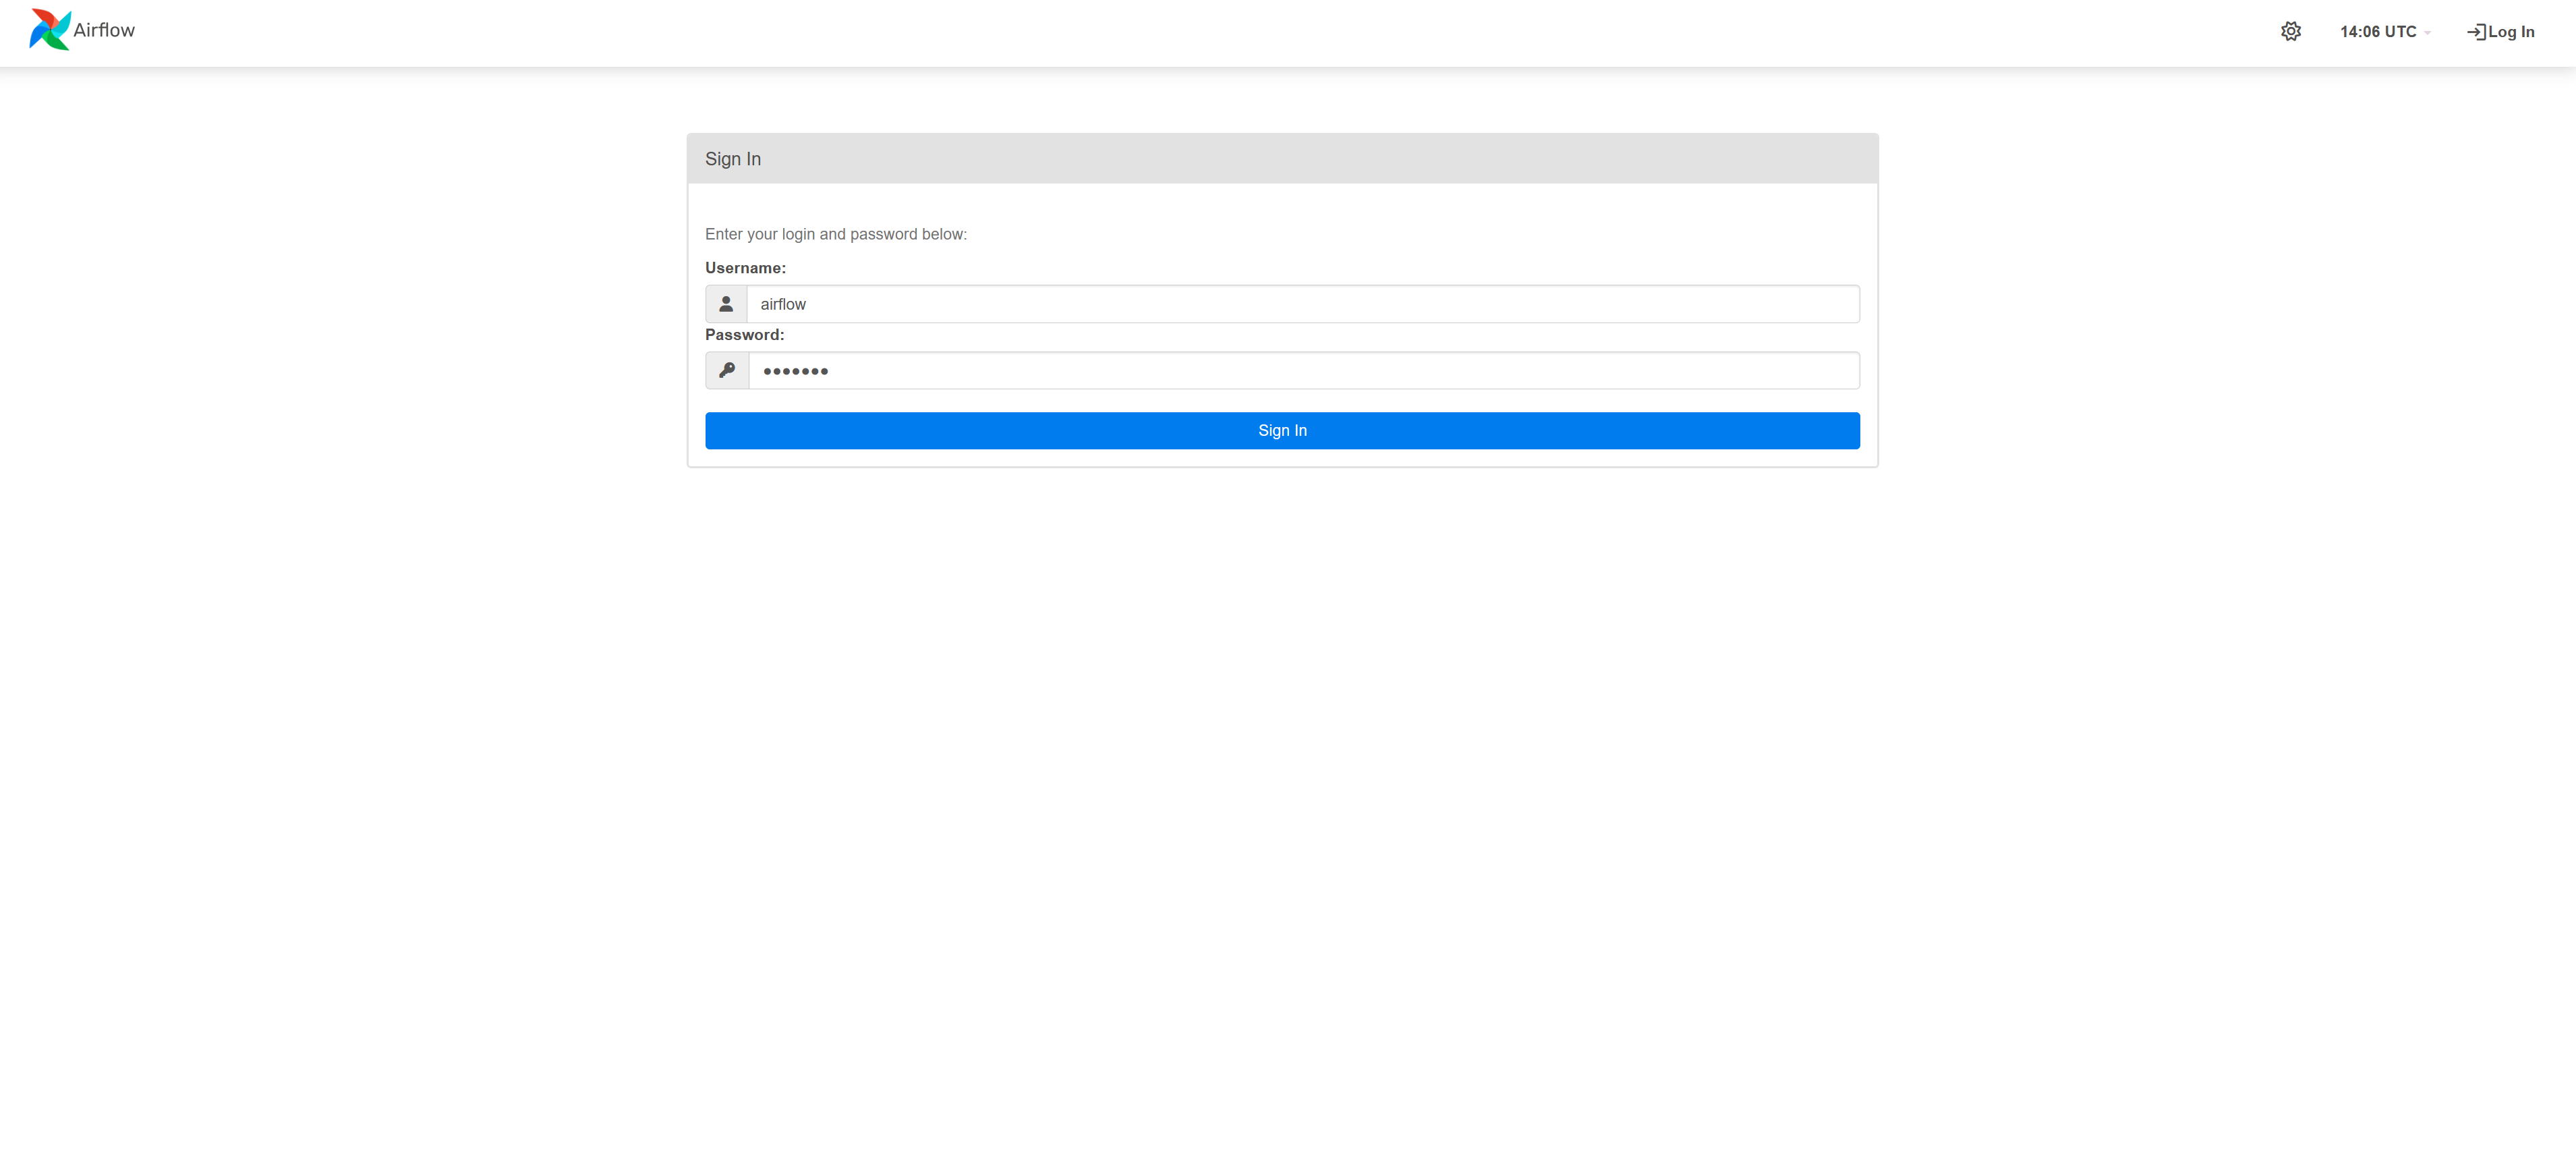 Airflow
14:06 UTC
Log In
Sign In
Enter your login and password below:
Username:
airflow
Password:
•••••••
Sign In